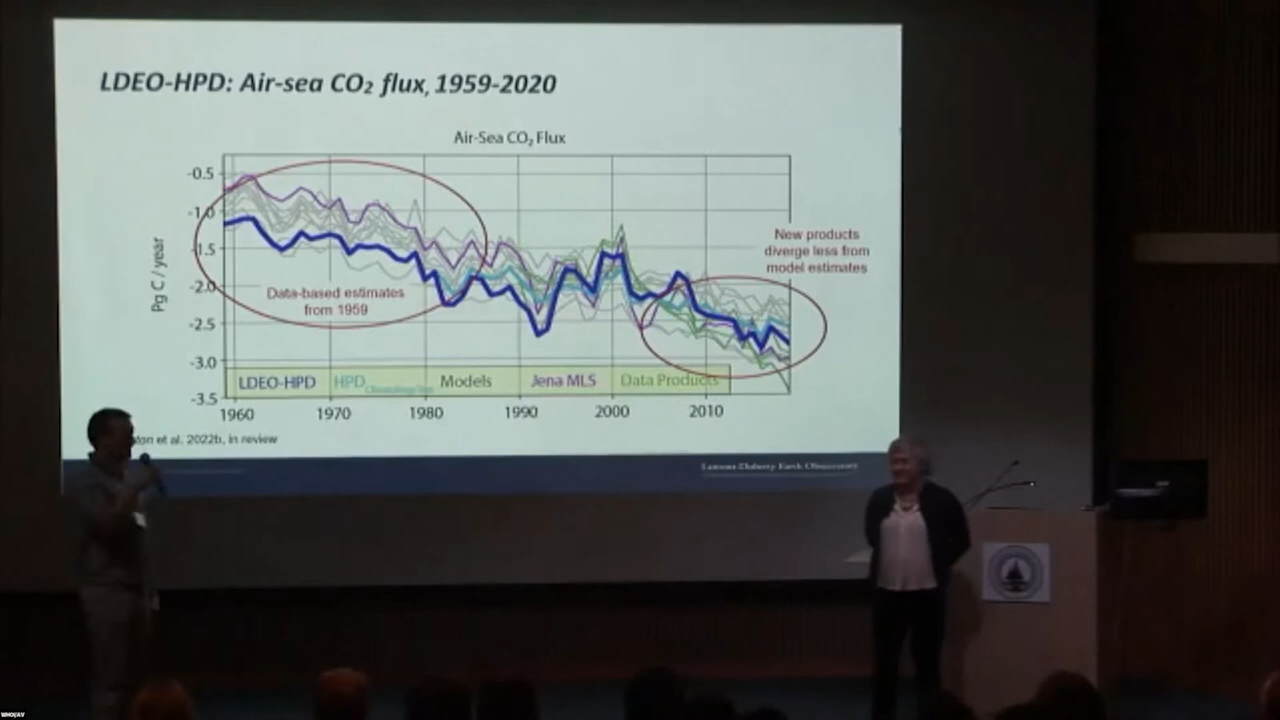 LDEO-HPD: Air-sea CO₂ flux, 1959-2020
Air-Sea CO₂ Flux
Pg C / year
-0.5
-1.0
-1.5
-2.0
-2.5
-3.0
-3.5
Data-based estimates
from 1959
New products
diverge less from
model estimates
LDEO-HPD HPD Models Jena MLS Data Products
1960 1970 1980 1990 2000 2010
et al. 2022b, in review
Lamont-Doherty Earth Observatory
WHOI/AV